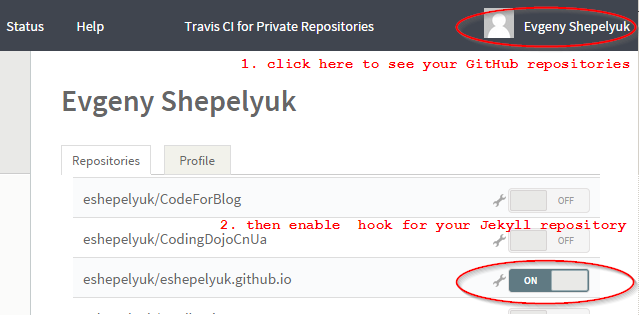 Status Help Travis CI for Private Repositories Evgeny Shepelyuk
1. click here to see your GitHub repositories
Evgeny Shepelyuk
Repositories Profile
eshepelyuk/CodeForBlog OFF
2. then enable hook for your Jekyll repository
eshepelyuk/CodingDojoCnUa OFF
eshepelyuk/eshepelyuk.github.io ON